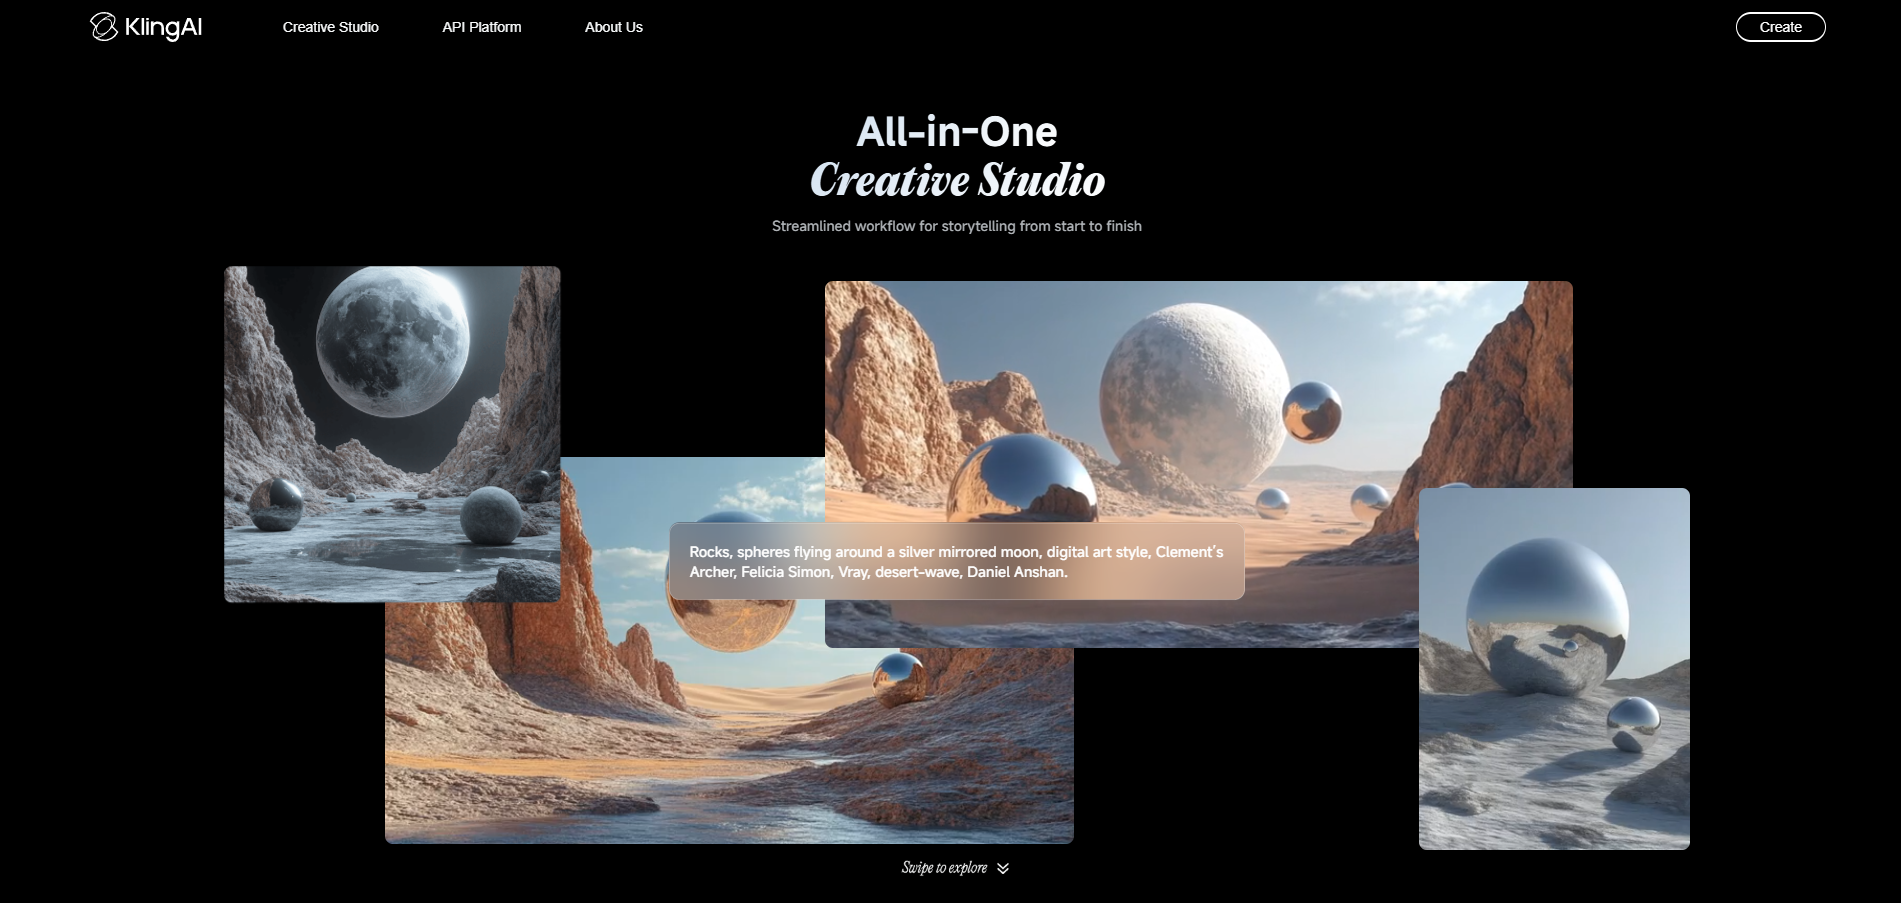 KlingAI
Creative Studio
API Platform
About Us
Create
All-in-One
Creative Studio
Streamlined workflow for storytelling from start to finish
Rocks, spheres flying around a silver mirrored moon, digital art style, Clement's
Archer, Felicia Simon, Vray, desert-wave, Daniel Anshan.
Swipe to explore